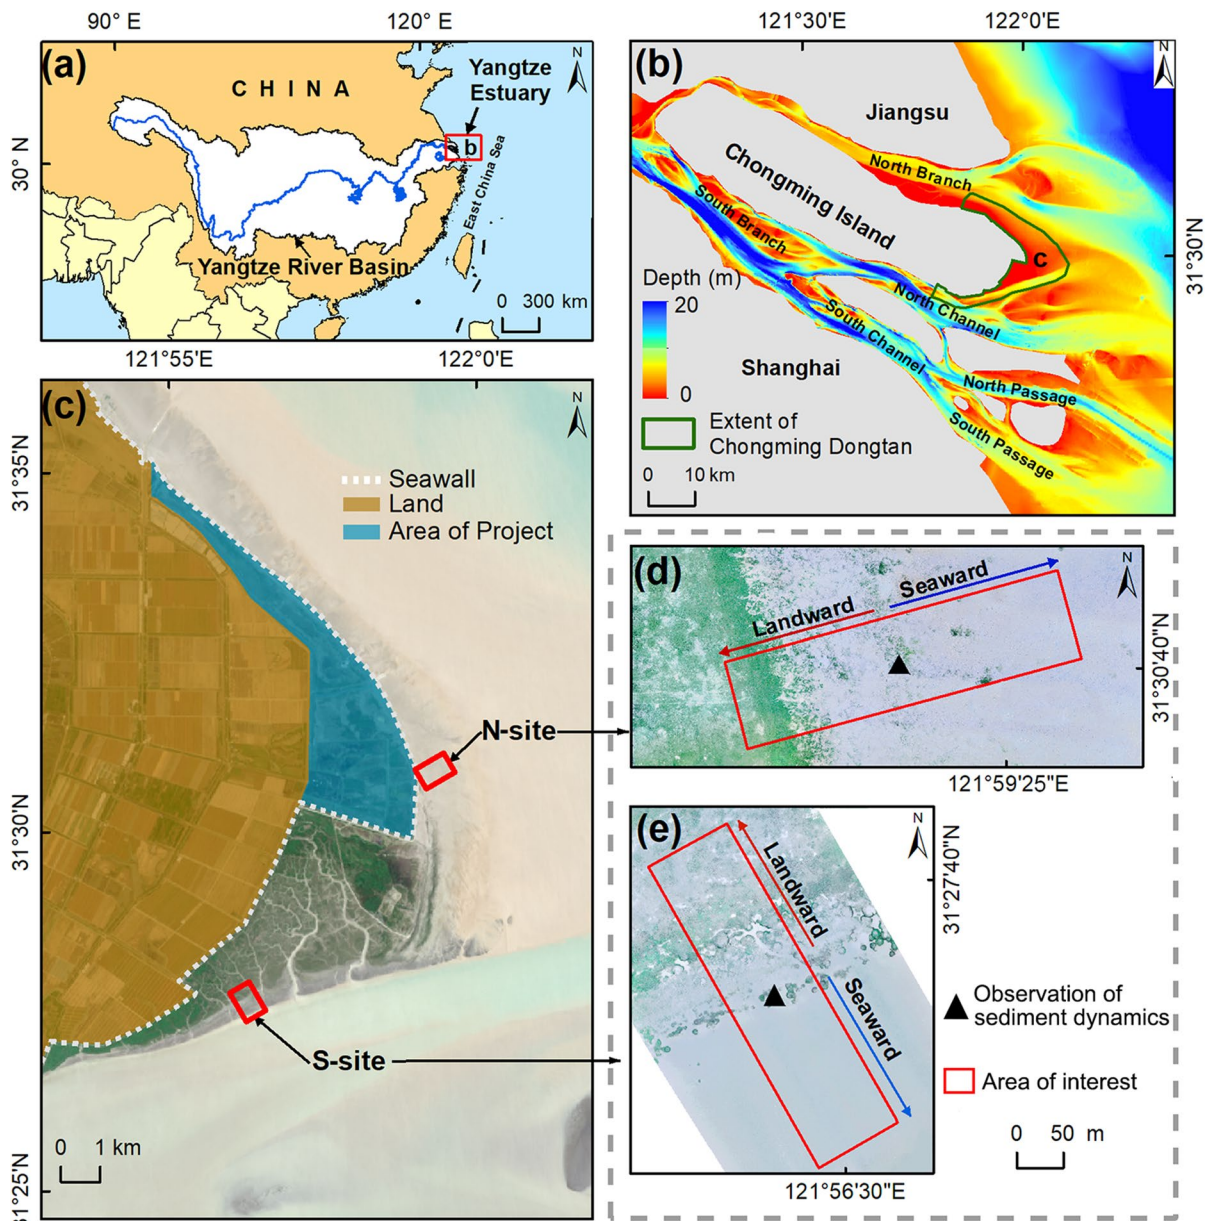 90° E
120° E
(a)
N
CHINA
Yangtze
Estuary
b
30° N
East China Sea
Yangtze River Basin
0 300 km
121°30'E
122°0'E
(b)
N
Jiangsu
North Branch
Chongming Island
South Branch
C
31°30'N
Depth (m)
20
0
North Channel
South Channel
Shanghai
North Passage
South Passage
Extent of
Chongming Dongtan
0 10 km
121°55'E
122°0'E
(c)
N
31°35'N
Seawall
Land
Area of Project
N-site
31°30'N
S-site
0 1 km
31°25'N
(d)
N
Landward
Seaward
31°30'40"N
121°59'25"E
(e)
N
Landward
Seaward
31°27'40"N
121°56'30"E
Observation of
sediment dynamics
Area of interest
0 50 m